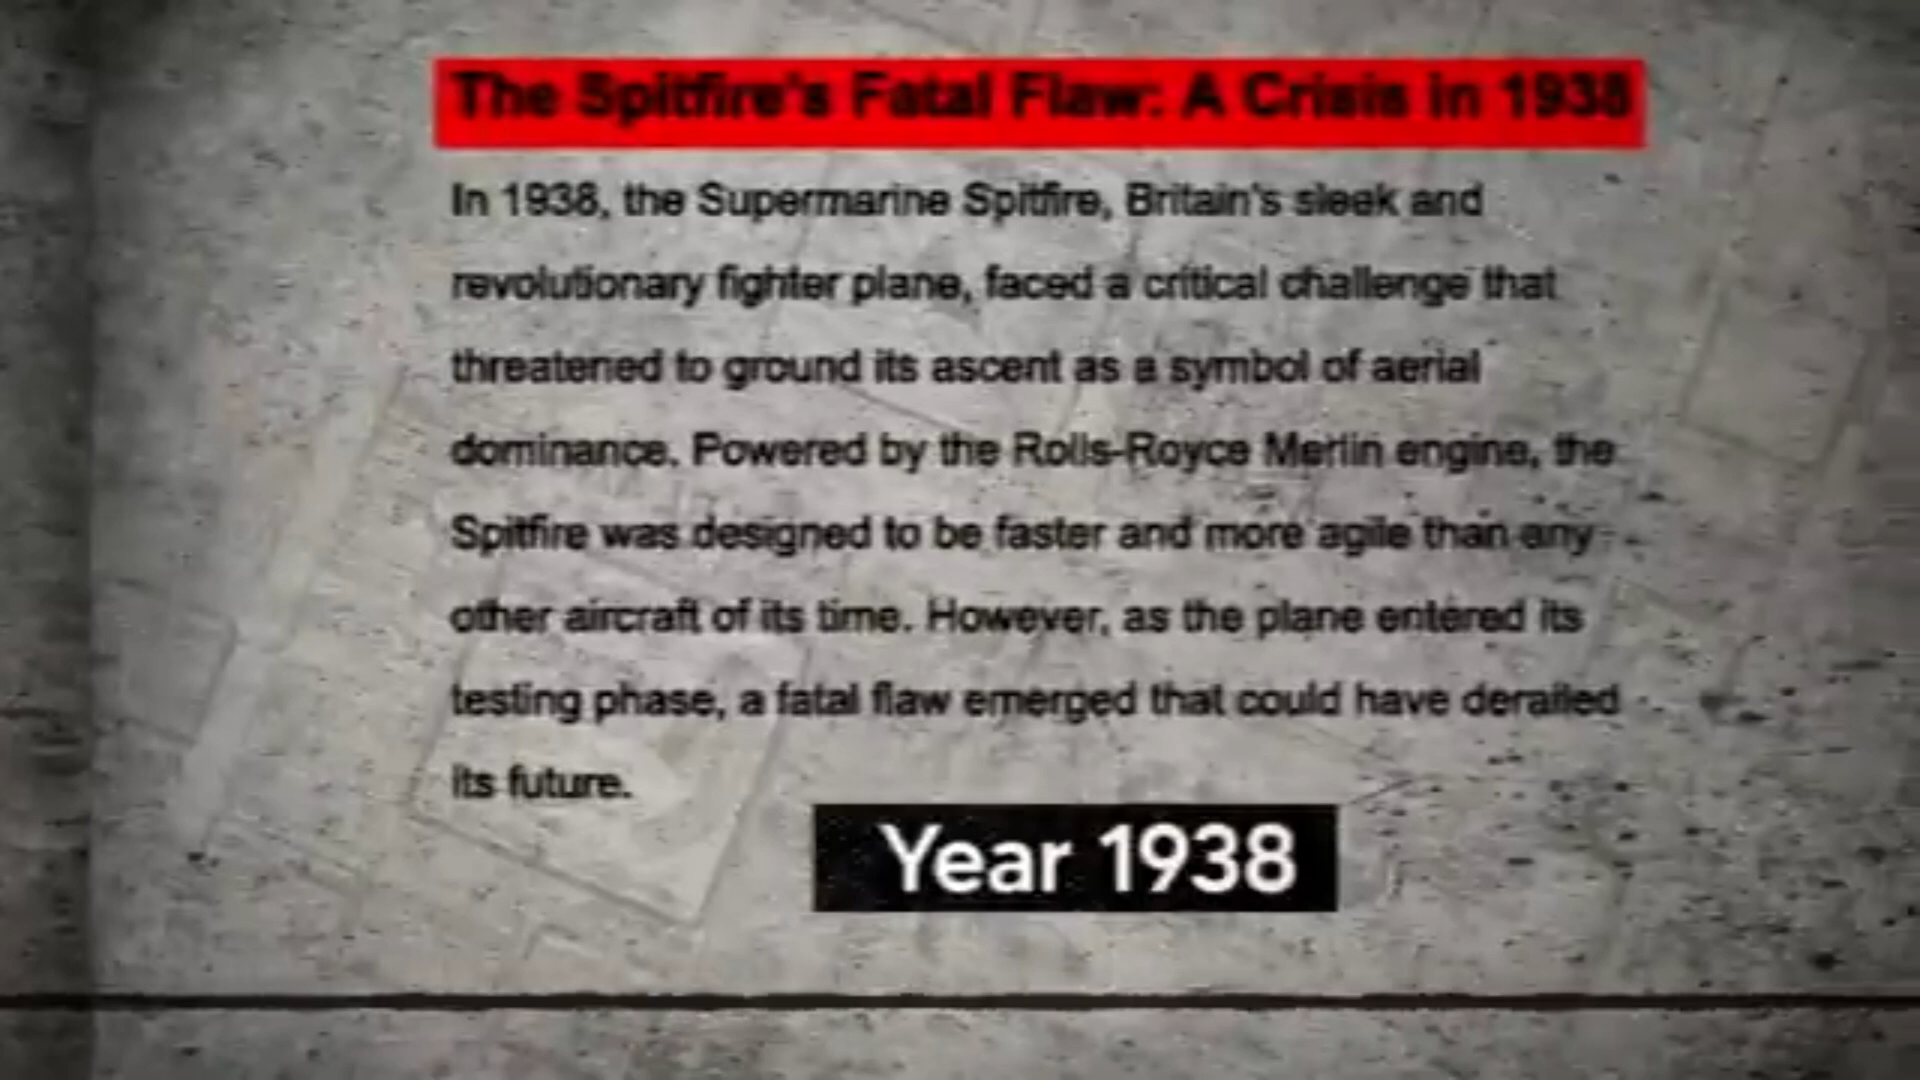 The Spitfire's Fatal Flaw: A Crisis in 1938
In 1938, the Supermarine Spitfire, Britain's sleek and
revolutionary fighter plane, faced a critical challenge that
threatened to ground its ascent as a symbol of aerial
dominance. Powered by the Rolls-Royce Merlin engine, the
Spitfire was designed to be faster and more agile than any
other aircraft of its time. However, as the plane entered its
testing phase, a fatal flaw emerged that could have derailed
its future.
Year 1938